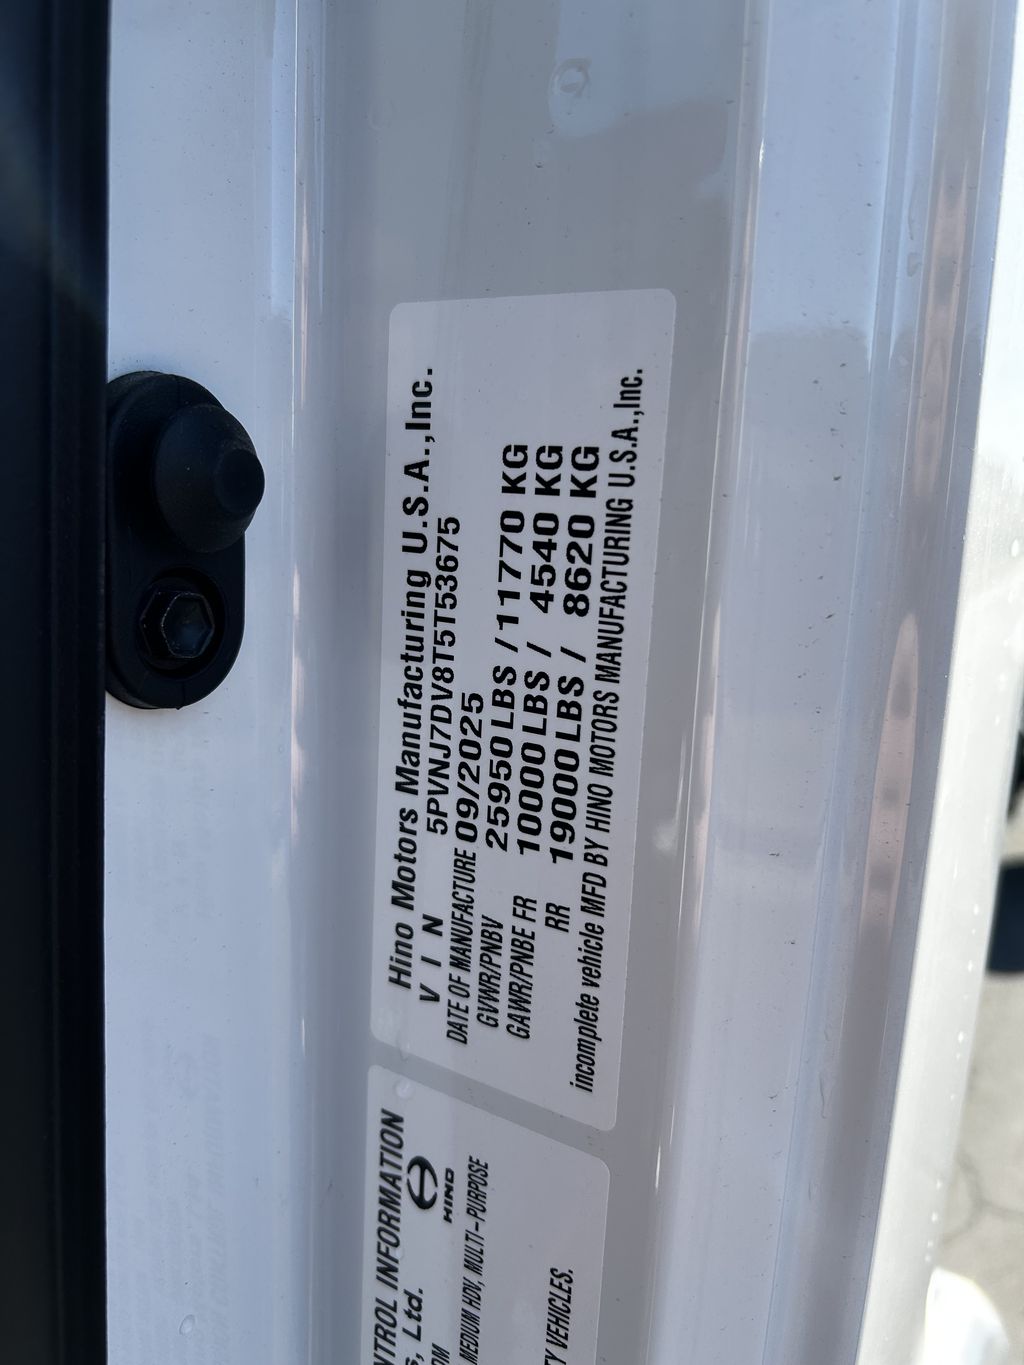 Hino Motors Manufacturing U.S.A.,Inc.
V I N 5PVNJ7DV8T5T53675
DATE OF MANUFACTURE 09/2025
GVWR/PNBV 25950 LBS / 11770 KG
GAWR/PNBE FR 10000 LBS / 4540 KG
RR 19000 LBS / 8620 KG
incomplete vehicle MFD BY HINO MOTORS MANUFACTURING U.S.A.,Inc.
INFORMATION
Ltd.
HINO
MEDIUM HDV, MULTI-PURPOSE
VEHICLES.